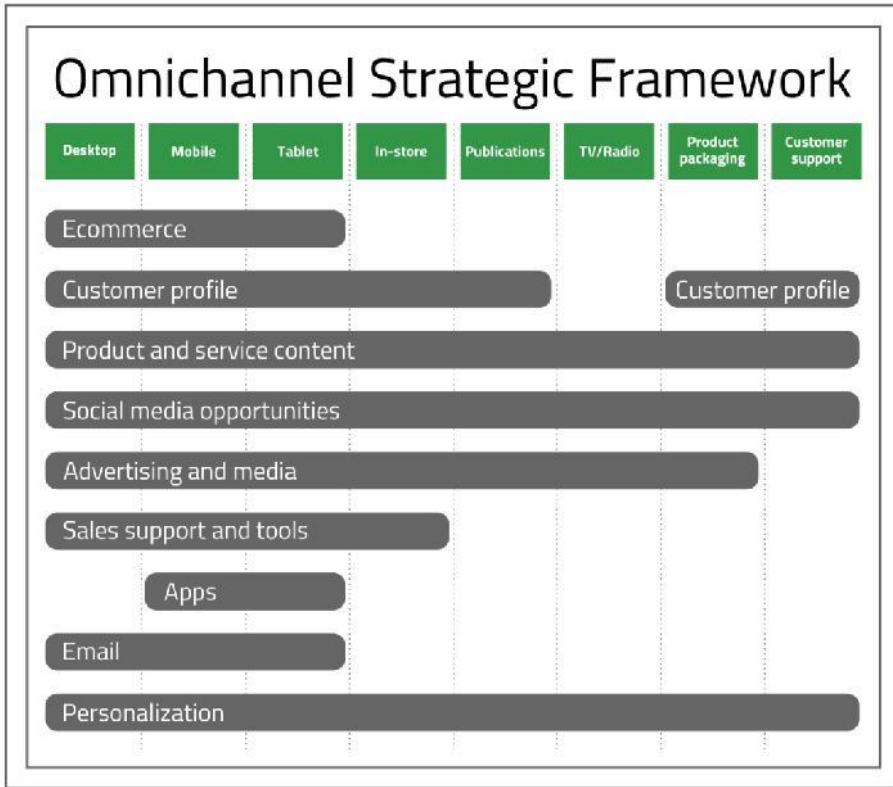 Omnichannel Strategic Framework
Desktop
Mobile
Tablet
In-store
Publications
TV/Radio
Product
packaging
Customer
support
Ecommerce
Customer profile
Customer profile
Product and service content
Social media opportunities
Advertising and media
Sales support and tools
Apps
Email
Personalization